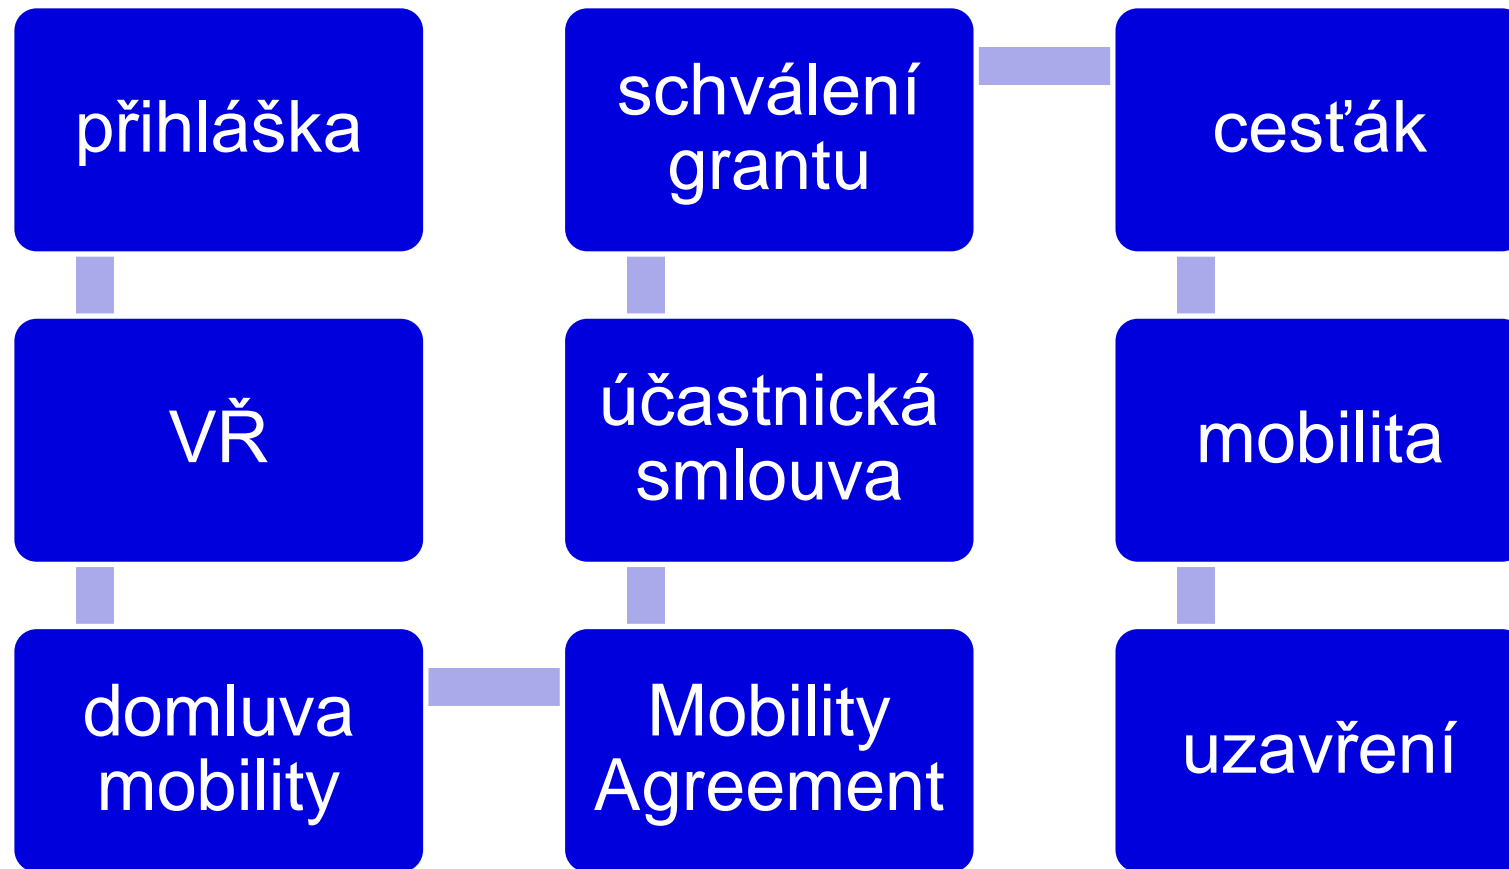 přihláška
VŘ
domluva
mobility
Mobility
Agreement
účastnická
smlouva
schválení
grantu
cesťák
mobilita
uzavření